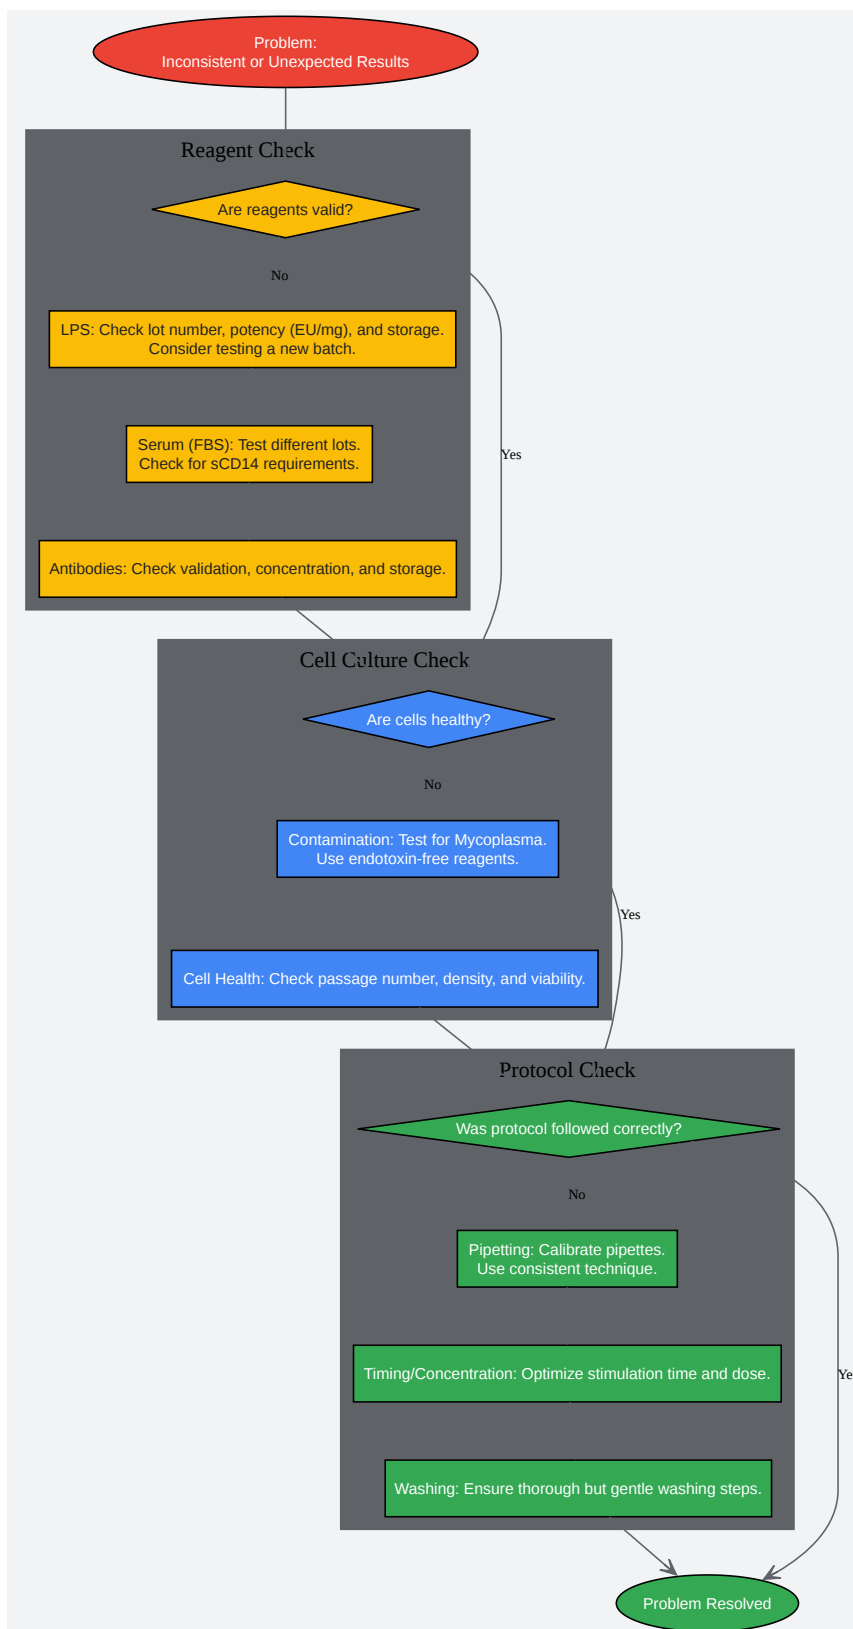 Problem:
Inconsistent or Unexpected Results
Reagent Check
Are reagents valid?
No
LPS: Check lot number, potency (EU/mg), and storage.
Consider testing a new batch.
Serum (FBS): Test different lots.
Check for sCD14 requirements.
Yes
Antibodies: Check validation, concentration, and storage.
Cell Culture Check
Are cells healthy?
No
Contamination: Test for Mycoplasma.
Use endotoxin-free reagents.
Yes
Cell Health: Check passage number, density, and viability.
Protocol Check
Was protocol followed correctly?
No
Pipetting: Calibrate pipettes.
Use consistent technique.
Timing/Concentration: Optimize stimulation time and dose.
Ye
Washing: Ensure thorough but gentle washing steps.
Problem Resolved